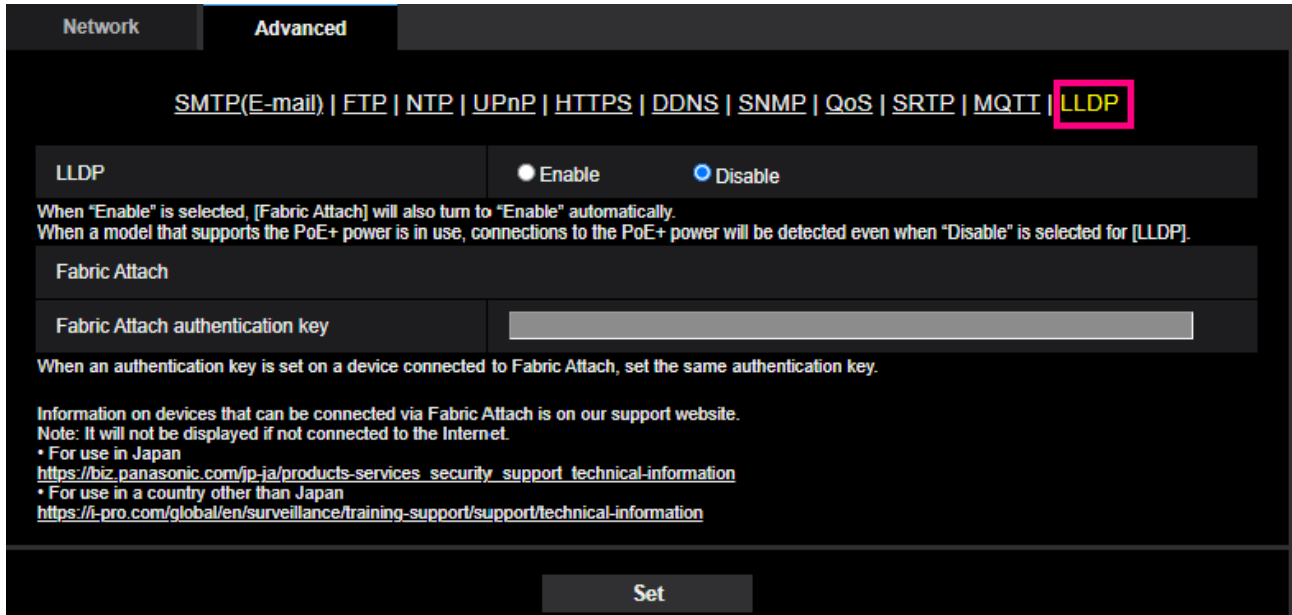 Network Advanced
SMTP(E-mail) | FTP | NTP | UPnP | HTTPS | DDNS | SNMP | QoS | SRTP | MQTT | LLDP
LLDP Enable Disable
When “Enable” is selected, [Fabric Attach] will also turn to “Enable” automatically.
When a model that supports the PoE+ power is in use, connections to the PoE+ power will be detected even when “Disable” is selected for [LLDP].
Fabric Attach
Fabric Attach authentication key
When an authentication key is set on a device connected to Fabric Attach, set the same authentication key.
Information on devices that can be connected via Fabric Attach is on our support website.
Note: It will not be displayed if not connected to the Internet.
• For use in Japan
https://biz.panasonic.com/jp-ja/products-services_security_support_technical-information
• For use in a country other than Japan
https://i-pro.com/global/en/surveillance/training-support/support/technical-information
Set